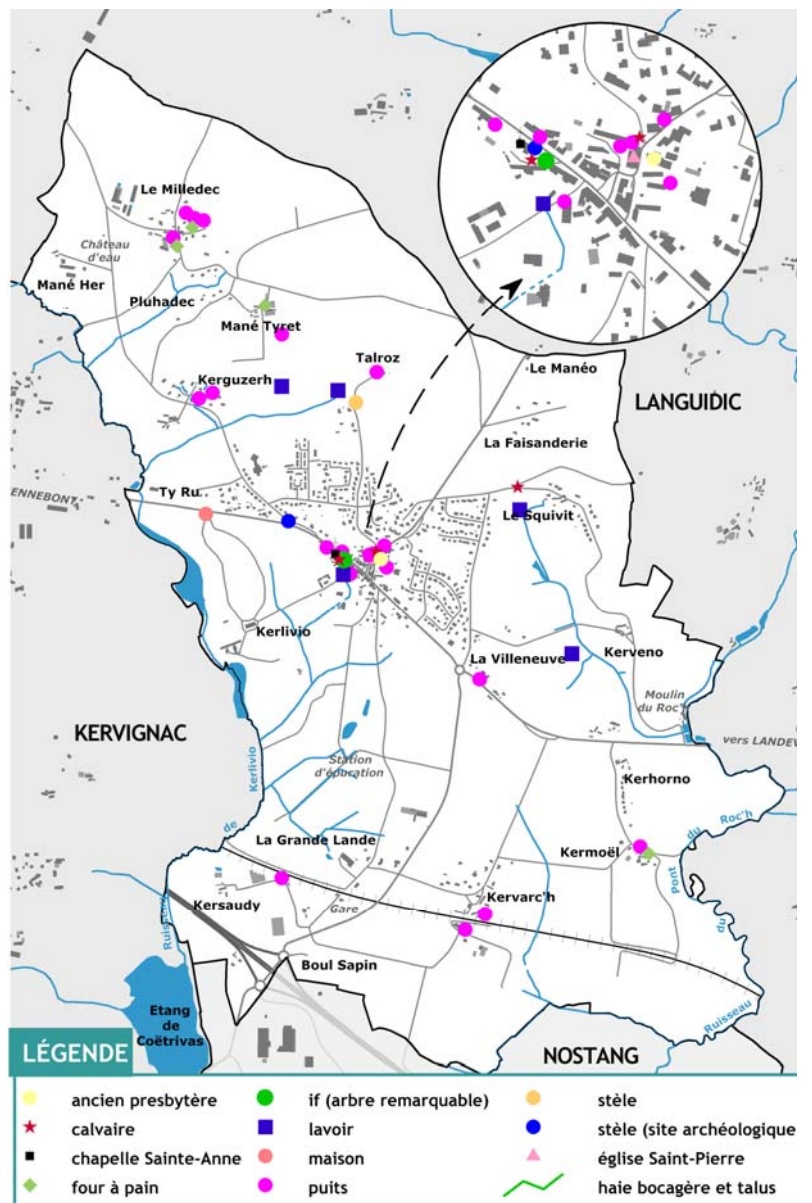 Le Milledec
Château
d'eau
Mané Her
Pluhadec
Mané Tyret
Talroz
Le Manéo
Kerguzerh
LANGUIDIC
La Faisanderie
ENNEBONT
Ty Ru
Le Squivit
Kerlivio
La Villeneuve
Kerveno
Moulin
du Roc'
KERVIGNAC
vers LANDEV
Station
d'épuration
Kerhorno
Ruisseau de Kerlivio
La Grande Lande
Kermoël
Ruisseau du Pont du Roc'h
Kersaudy
Gare
Kervarc'h
Boul Sapin
Etang
de
Coëtrivas
NOSTANG
LÉGENDE
ancien presbytère
if (arbre remarquable)
stèle
calvaire
lavoir
stèle (site archéologique
chapelle Sainte-Anne
maison
église Saint-Pierre
four à pain
puits
haie bocagère et talus